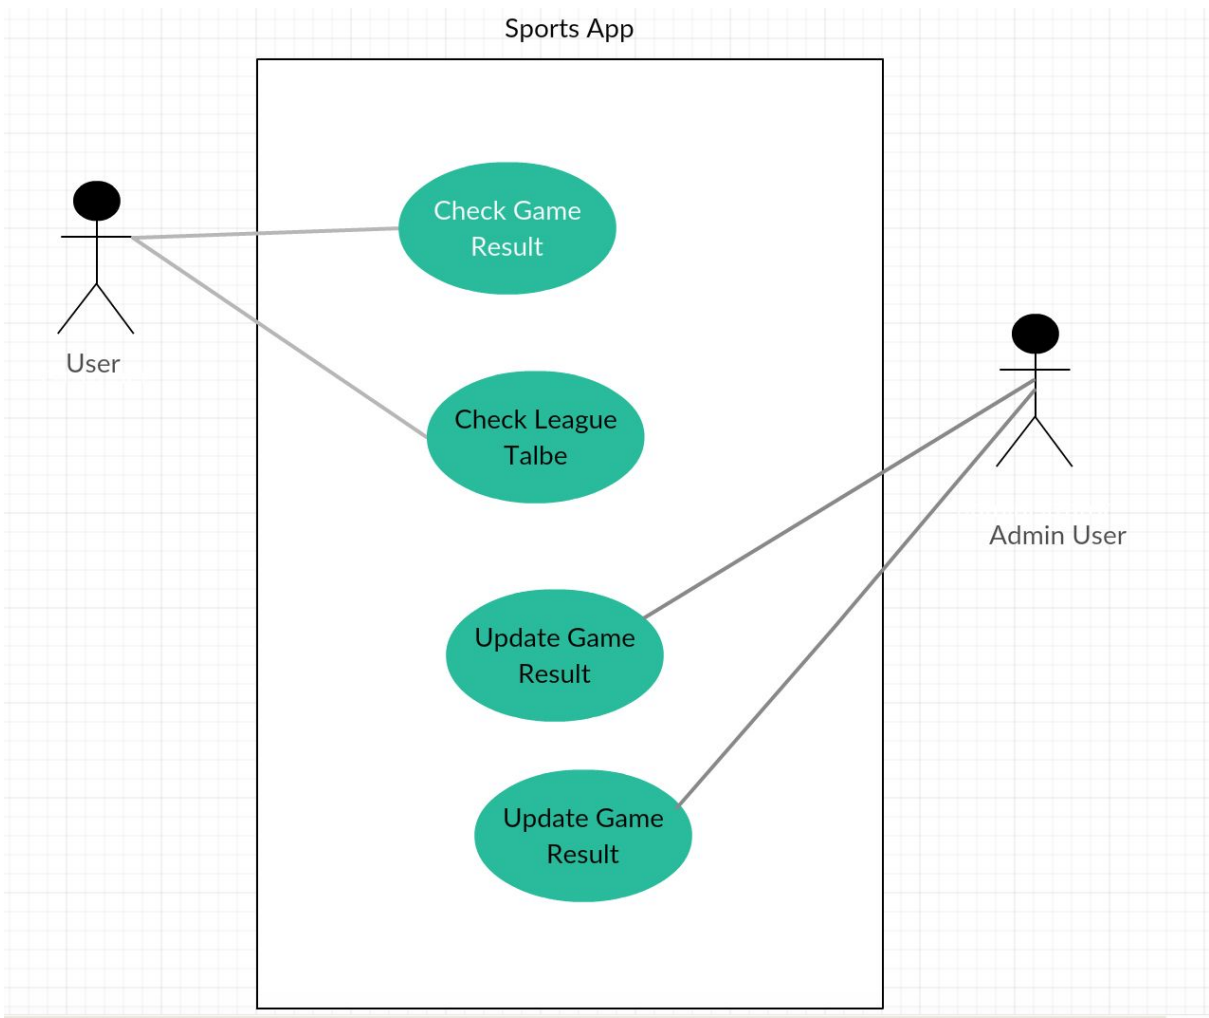 Sports App
Check Game
Result
User
Check League
Talbe
Admin User
Update Game
Result
Update Game
Result